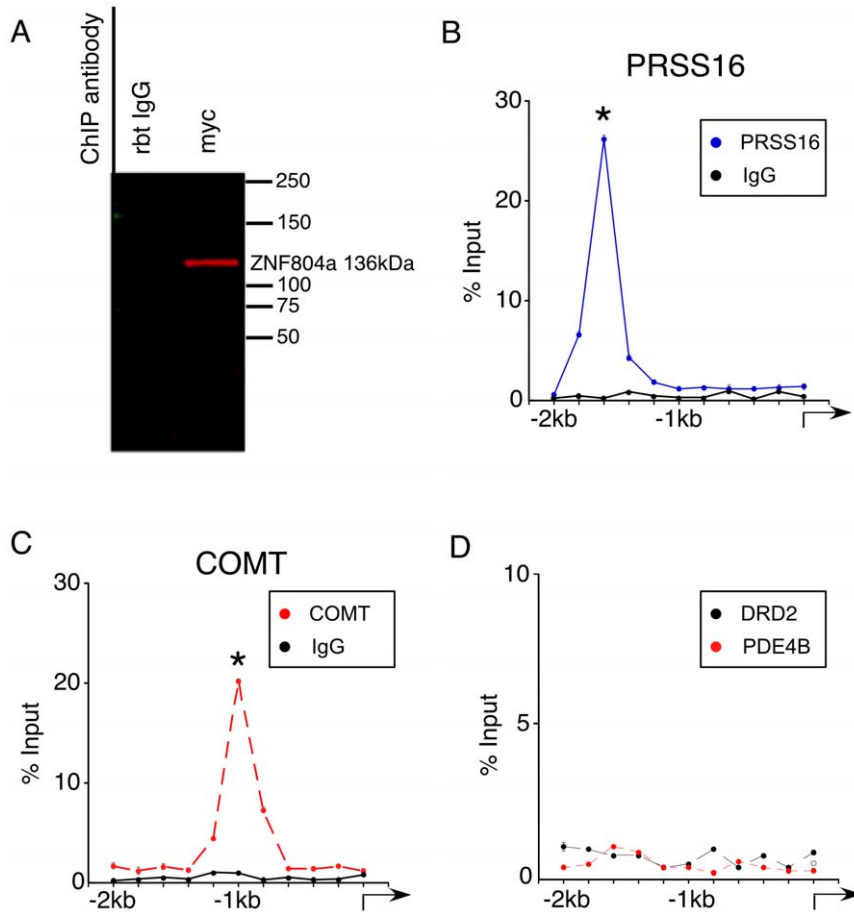 A
ChIP antibody
rbt IgG
myc
250
150
ZNF804a 136kDa
100
75
50
B
PRSS16
30
20
10
0
% Input
*
PRSS16
IgG
-2kb
-1kb
C
COMT
30
20
10
0
% Input
*
COMT
IgG
-2kb
-1kb
D
10
5
0
% Input
DRD2
PDE4B
-2kb
-1kb